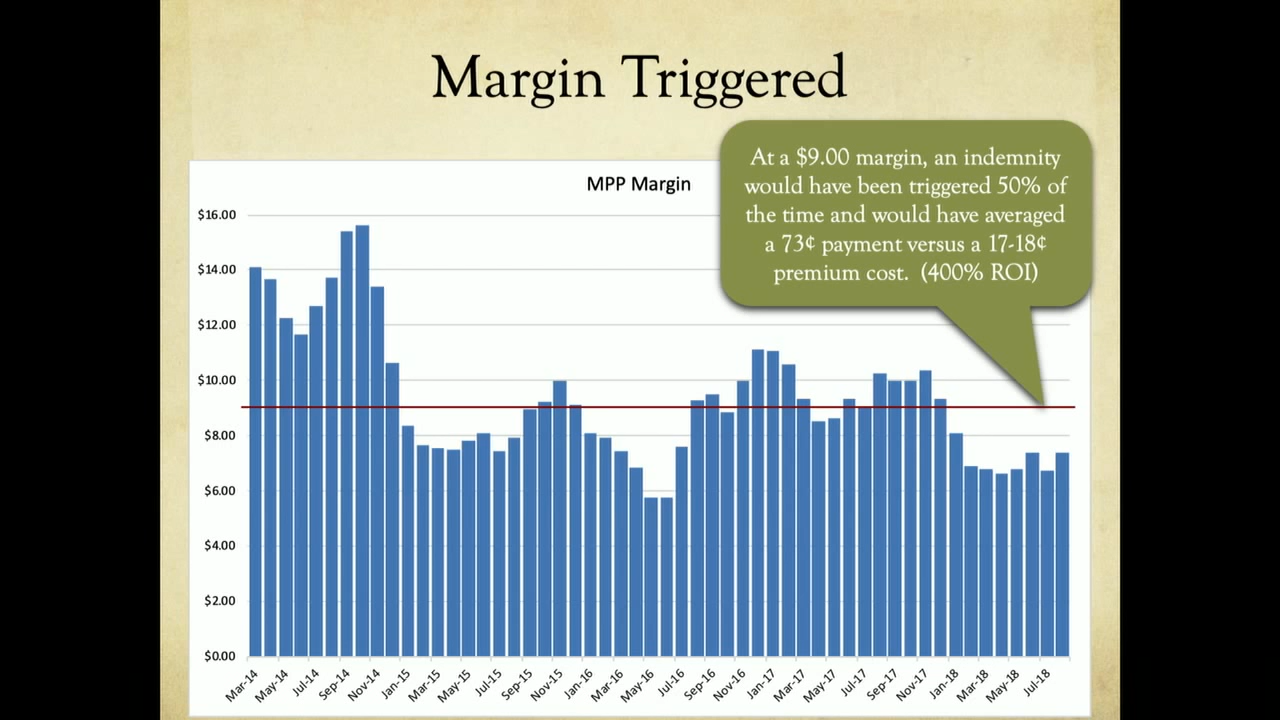 Margin Triggered
At a $9.00 margin, an indemnity
would have been triggered 50% of
the time and would have averaged
a 73¢ payment versus a 17-18¢
premium cost.  (400% ROI)
MPP Margin
$16.00
$14.00
$12.00
$10.00
$8.00
$6.00
$4.00
$2.00
$0.00
Mar-14
May-14
Jul-14
Sep-14
Nov-14
Jan-15
Mar-15
May-15
Jul-15
Sep-15
Nov-15
Jan-16
Mar-16
May-16
Jul-16
Sep-16
Nov-16
Jan-17
Mar-17
May-17
Jul-17
Sep-17
Nov-17
Jan-18
Mar-18
May-18
Jul-18